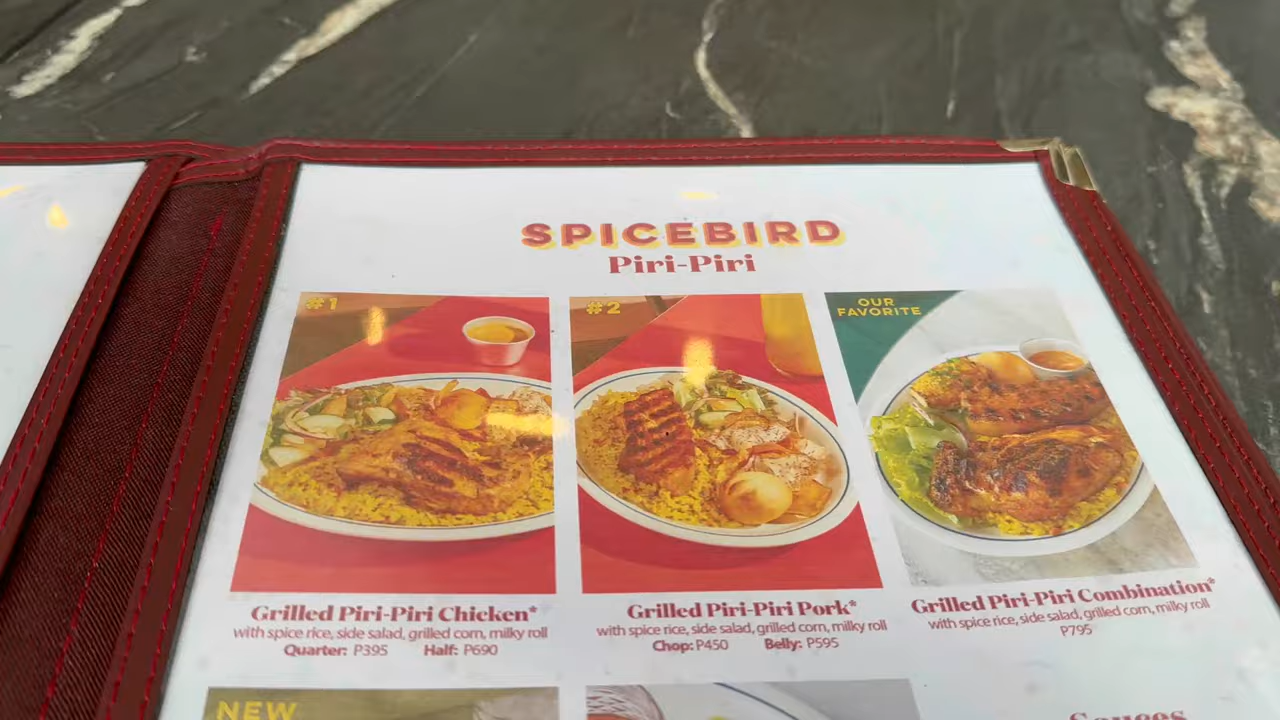 SPICEBIRD
Piri-Piri
#1
#2
OUR
FAVORITE
Grilled Piri-Piri Chicken*
with spice rice, side salad, grilled corn, milky roll
Quarter: P395 Half: P690
Grilled Piri-Piri Pork*
with spice rice, side salad, grilled corn, milky roll
Chop: P450 Belly: P595
Grilled Piri-Piri Combination*
with spice rice, side salad, grilled corn, milky roll
P795
NEW
Sauces